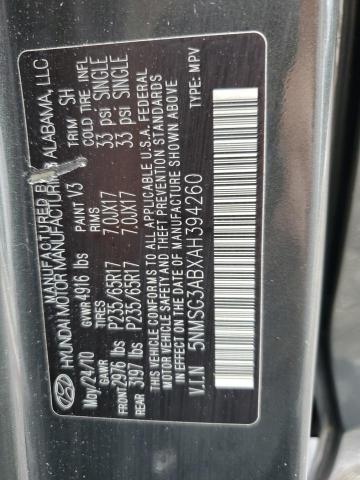 MANUFACTURED BY
HYUNDAI MOTOR MANUFACTURING ALABAMA, LLC
May/24/10 GVWR 4916 lbs PAINT V3 TRIM SH
GAWR TIRES RIMS COLD TIRE INFL
FRONT 2976 lbs P235/65R17 7.0JX17 33 psi SINGLE
REAR 3197 lbs P235/65R17 7.0JX17 33 psi SINGLE
THIS VEHICLE CONFORMS TO ALL APPLICABLE U.S.A. FEDERAL
MOTOR VEHICLE SAFETY, BUMPER, AND THEFT PREVENTION
STANDARDS IN EFFECT ON THE DATE OF MANUFACTURE SHOWN ABOVE
V.I.N 5NMSG3ABXAH394260 TYPE: MPV